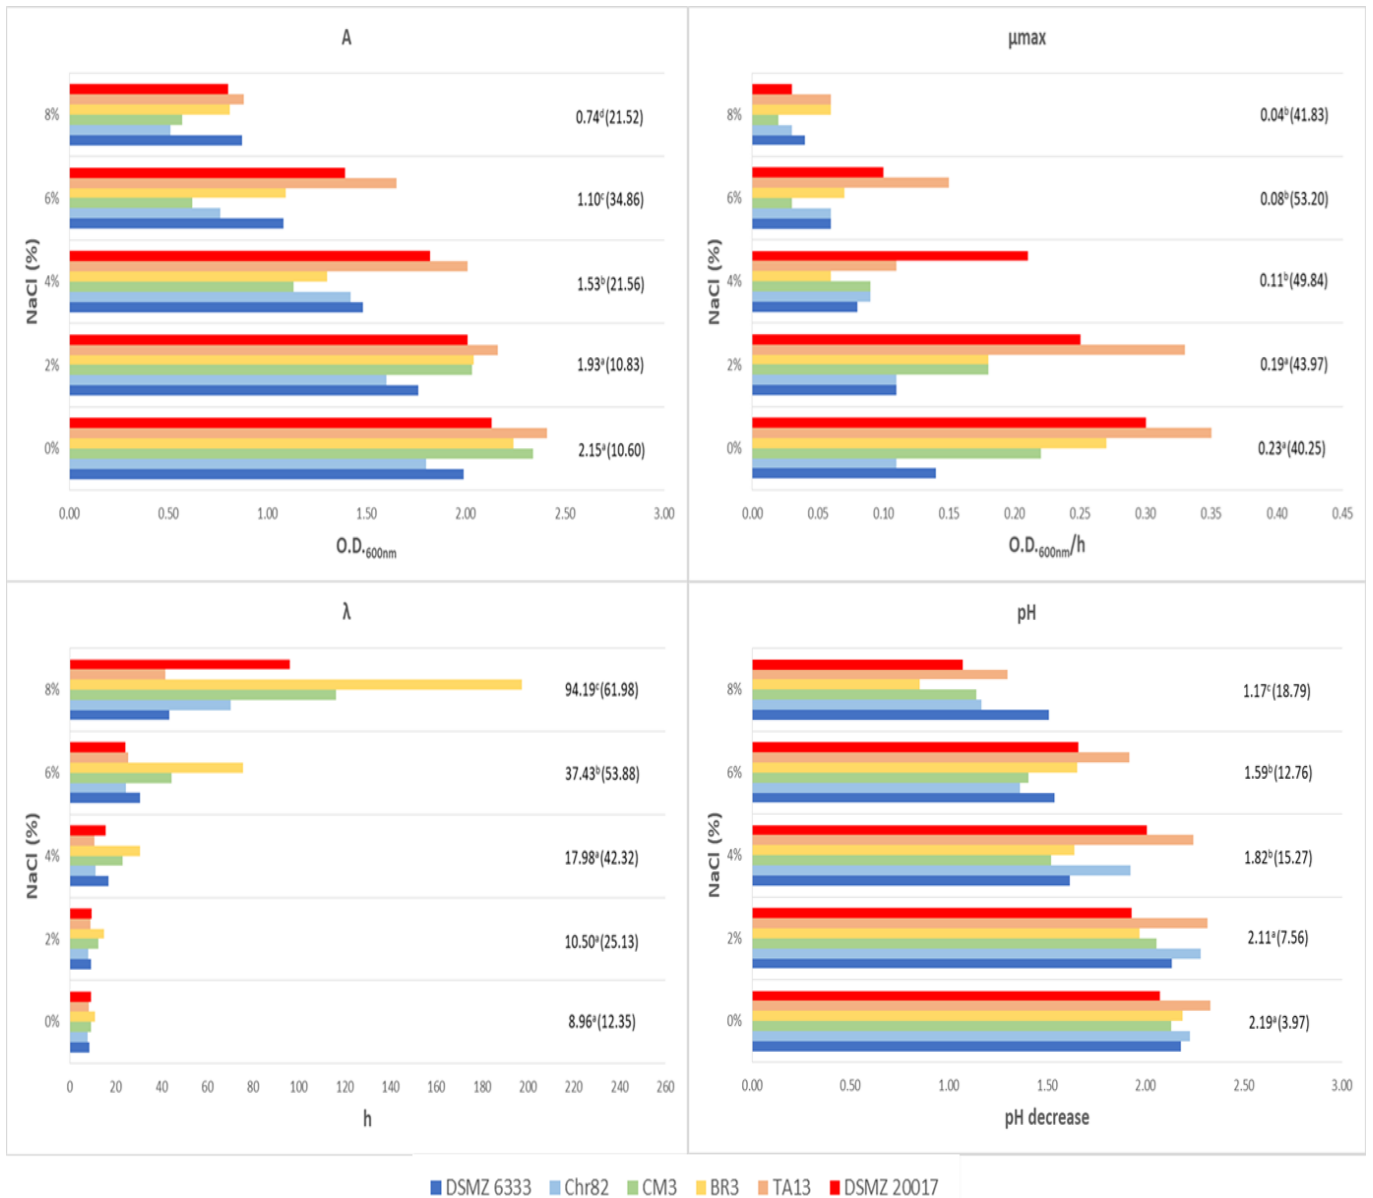 A
8%
0.74ᵈ(21.52)
6%
1.10ᶜ(34.86)
4%
1.53ᵇ(21.56)
2%
1.93ᵃ(10.83)
0%
2.15ᵃ(10.60)
NaCl (%)
0.00 0.50 1.00 1.50 2.00 2.50 3.00
O.D.600nm
μmax
8%
0.04ᵇ(41.83)
6%
0.08ᵇ(53.20)
4%
0.11ᵇ(49.84)
2%
0.19ᵃ(43.97)
0%
0.23ᵃ(40.25)
NaCl (%)
0.00 0.05 0.10 0.15 0.20 0.25 0.30 0.35 0.40 0.45
O.D.600nm/h
λ
8%
94.19ᶜ(61.98)
6%
37.43ᵇ(53.88)
4%
17.98ᵃ(42.32)
2%
10.50ᵃ(25.13)
0%
8.96ᵃ(12.35)
NaCl (%)
0 20 40 60 80 100 120 140 160 180 200 220 240 260
h
pH
8%
1.17ᶜ(18.79)
6%
1.59ᵇ(12.76)
4%
1.82ᵇ(15.27)
2%
2.11ᵃ(7.56)
0%
2.19ᵃ(3.97)
NaCl (%)
0.00 0.50 1.00 1.50 2.00 2.50 3.00
pH decrease
DSMZ 6333 Chr82 CM3 BR3 TA13 DSMZ 20017